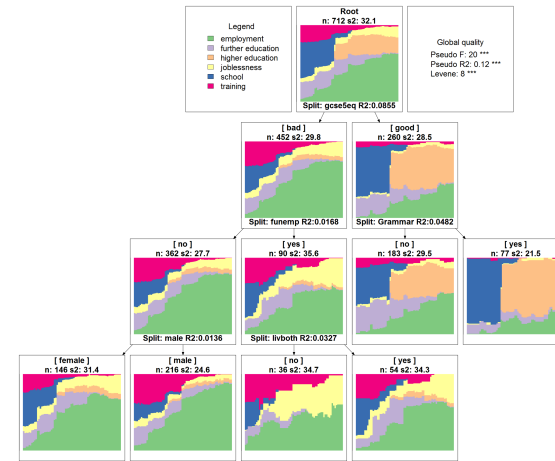 Root
n: 712 s2: 32.1
Split: gcse5eq R2:0.0855
Legend
employment
further education
higher education
joblessness
school
training
Global quality
Pseudo F: 20 ***
Pseudo R2: 0.12 ***
Levene: 8 ***
[ bad ]
n: 452 s2: 29.8
Split: funemp R2:0.0168
[ good ]
n: 260 s2: 28.5
Split: Grammar R2:0.0482
[ no ]
n: 362 s2: 27.7
Split: male R2:0.0136
[ yes ]
n: 90 s2: 35.6
Split: livboth R2:0.0327
[ no ]
n: 183 s2: 29.5
[ yes ]
n: 77 s2: 21.5
[ female ]
n: 146 s2: 31.4
[ male ]
n: 216 s2: 24.6
[ no ]
n: 36 s2: 34.7
[ yes ]
n: 54 s2: 34.3